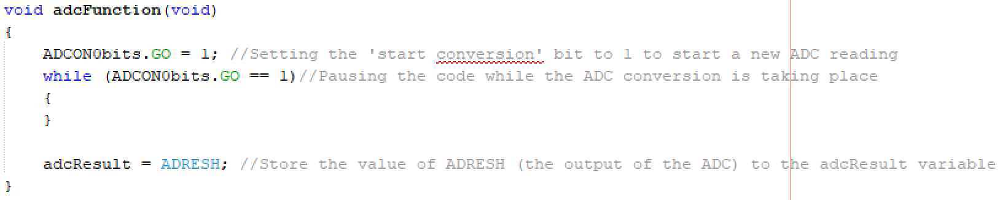 void adcFunction(void)
{
ADCON0bits.GO = 1; //Setting the 'start conversion' bit to 1 to start a new ADC reading
while (ADCON0bits.GO == 1)//Pausing the code while the ADC conversion is taking place
{
}
adcResult = ADRESH; //Store the value of ADRESH (the output of the ADC) to the adcResult variable
}